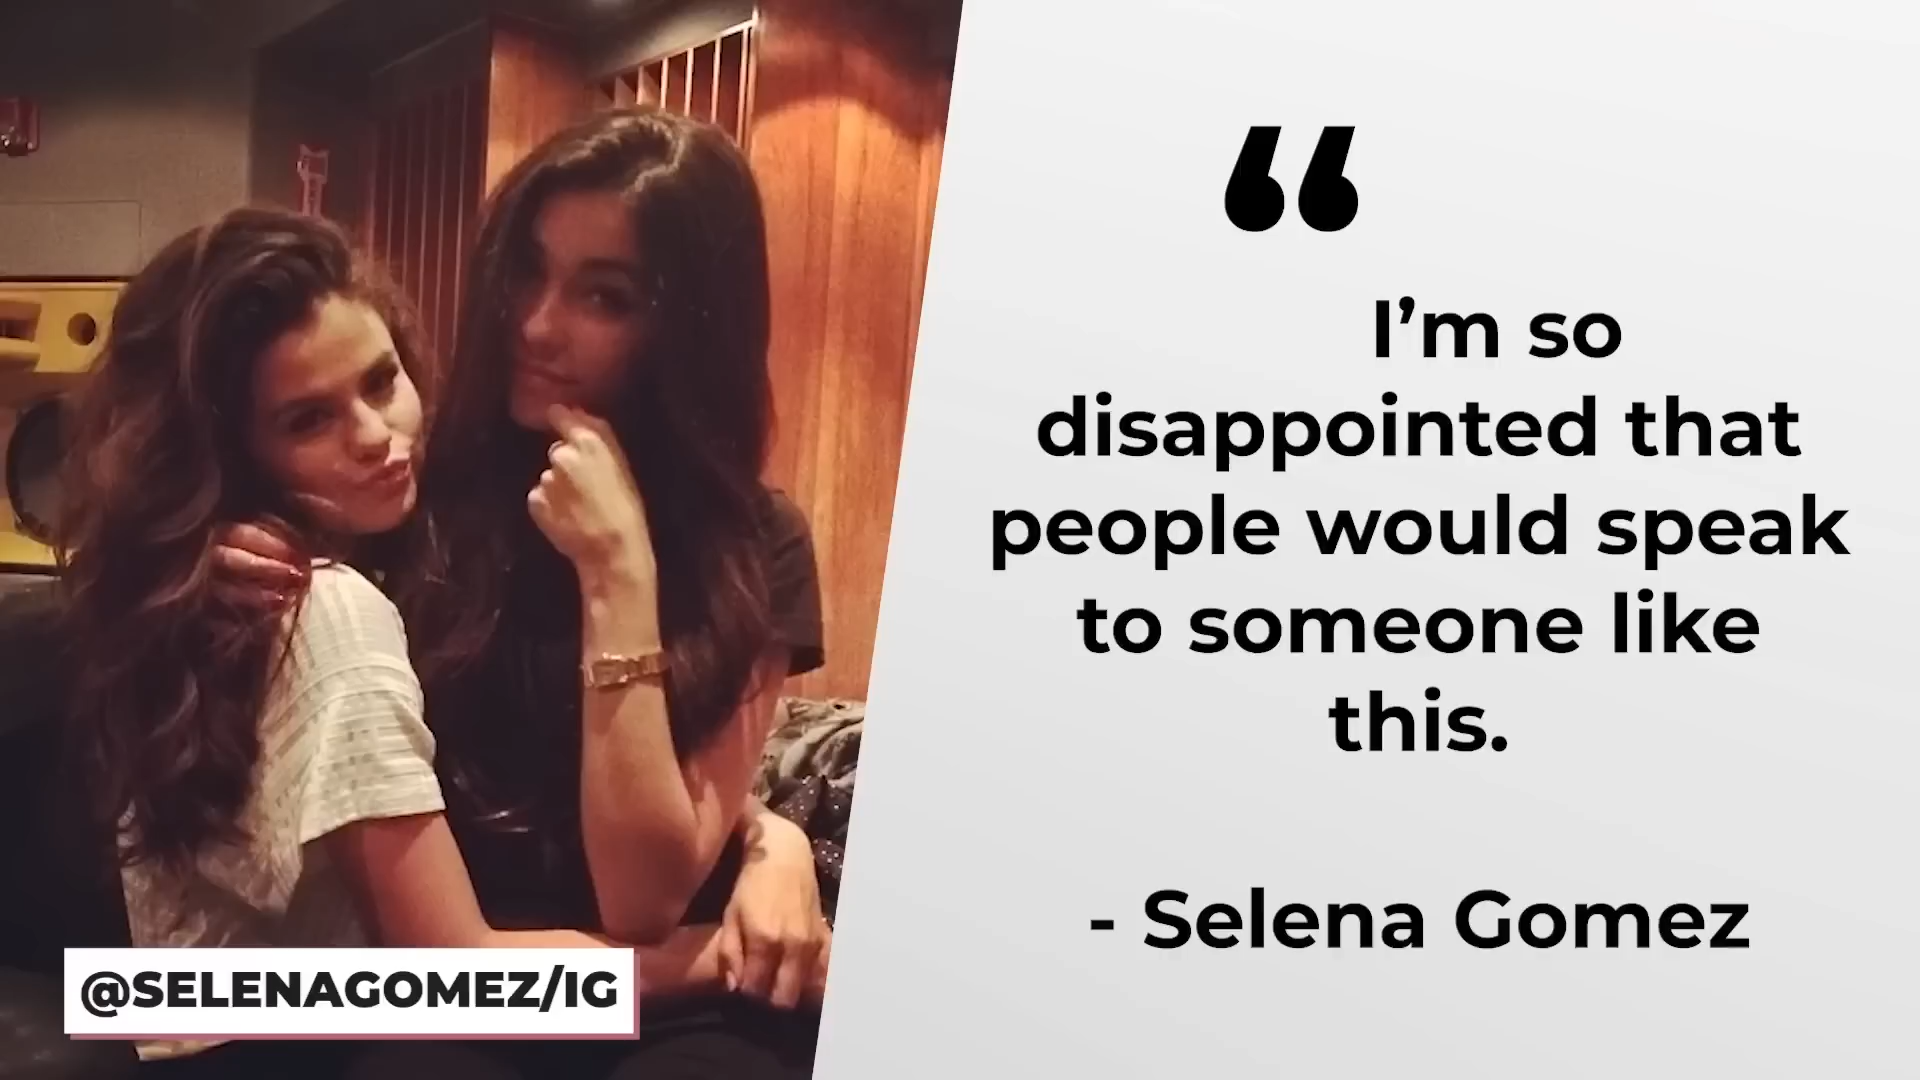 “
I’m so
disappointed that
people would speak
to someone like
this.
- Selena Gomez
@SELENAGOMEZ/IG